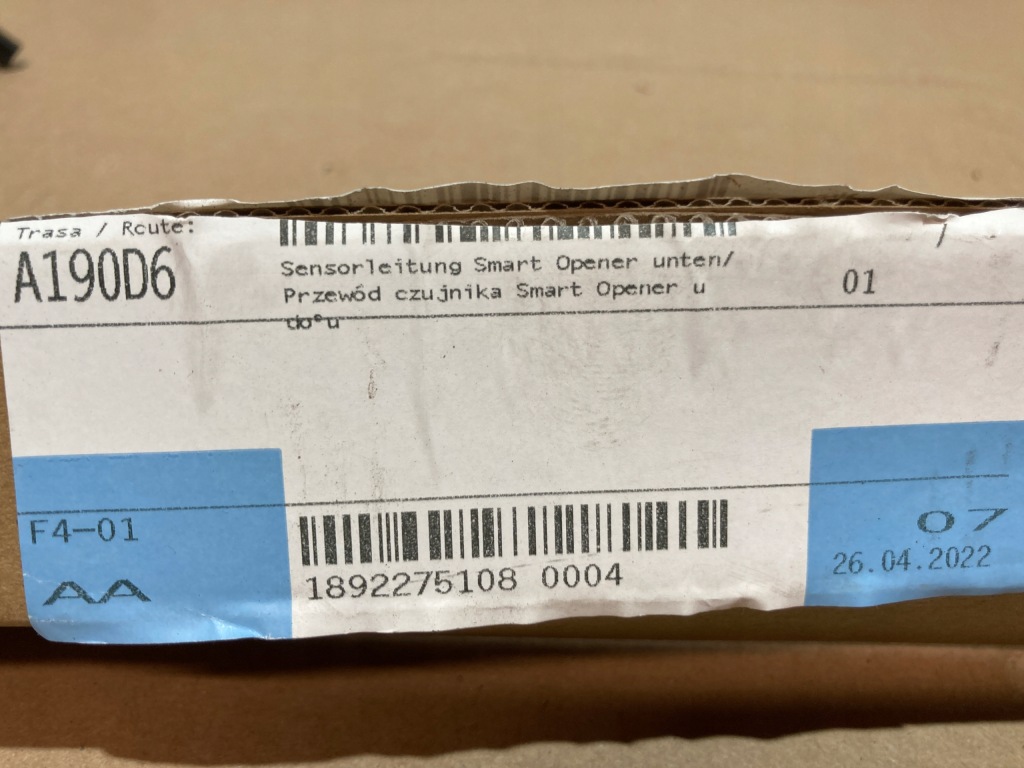 Trasa / Rcute:
A190D6
Sensorleitung Smart Opener unten/
Przewód czujnika Smart Opener u
do°u
01
F4-01
AA
1892275108 0004
07
26.04.2022